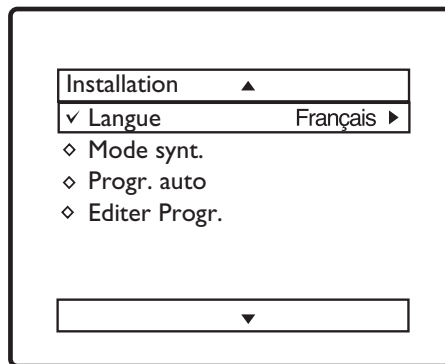 Installation ▲
✓ Langue Français ▶
◇ Mode synt.
◇ Progr. auto
◇ Editer Progr.
▼